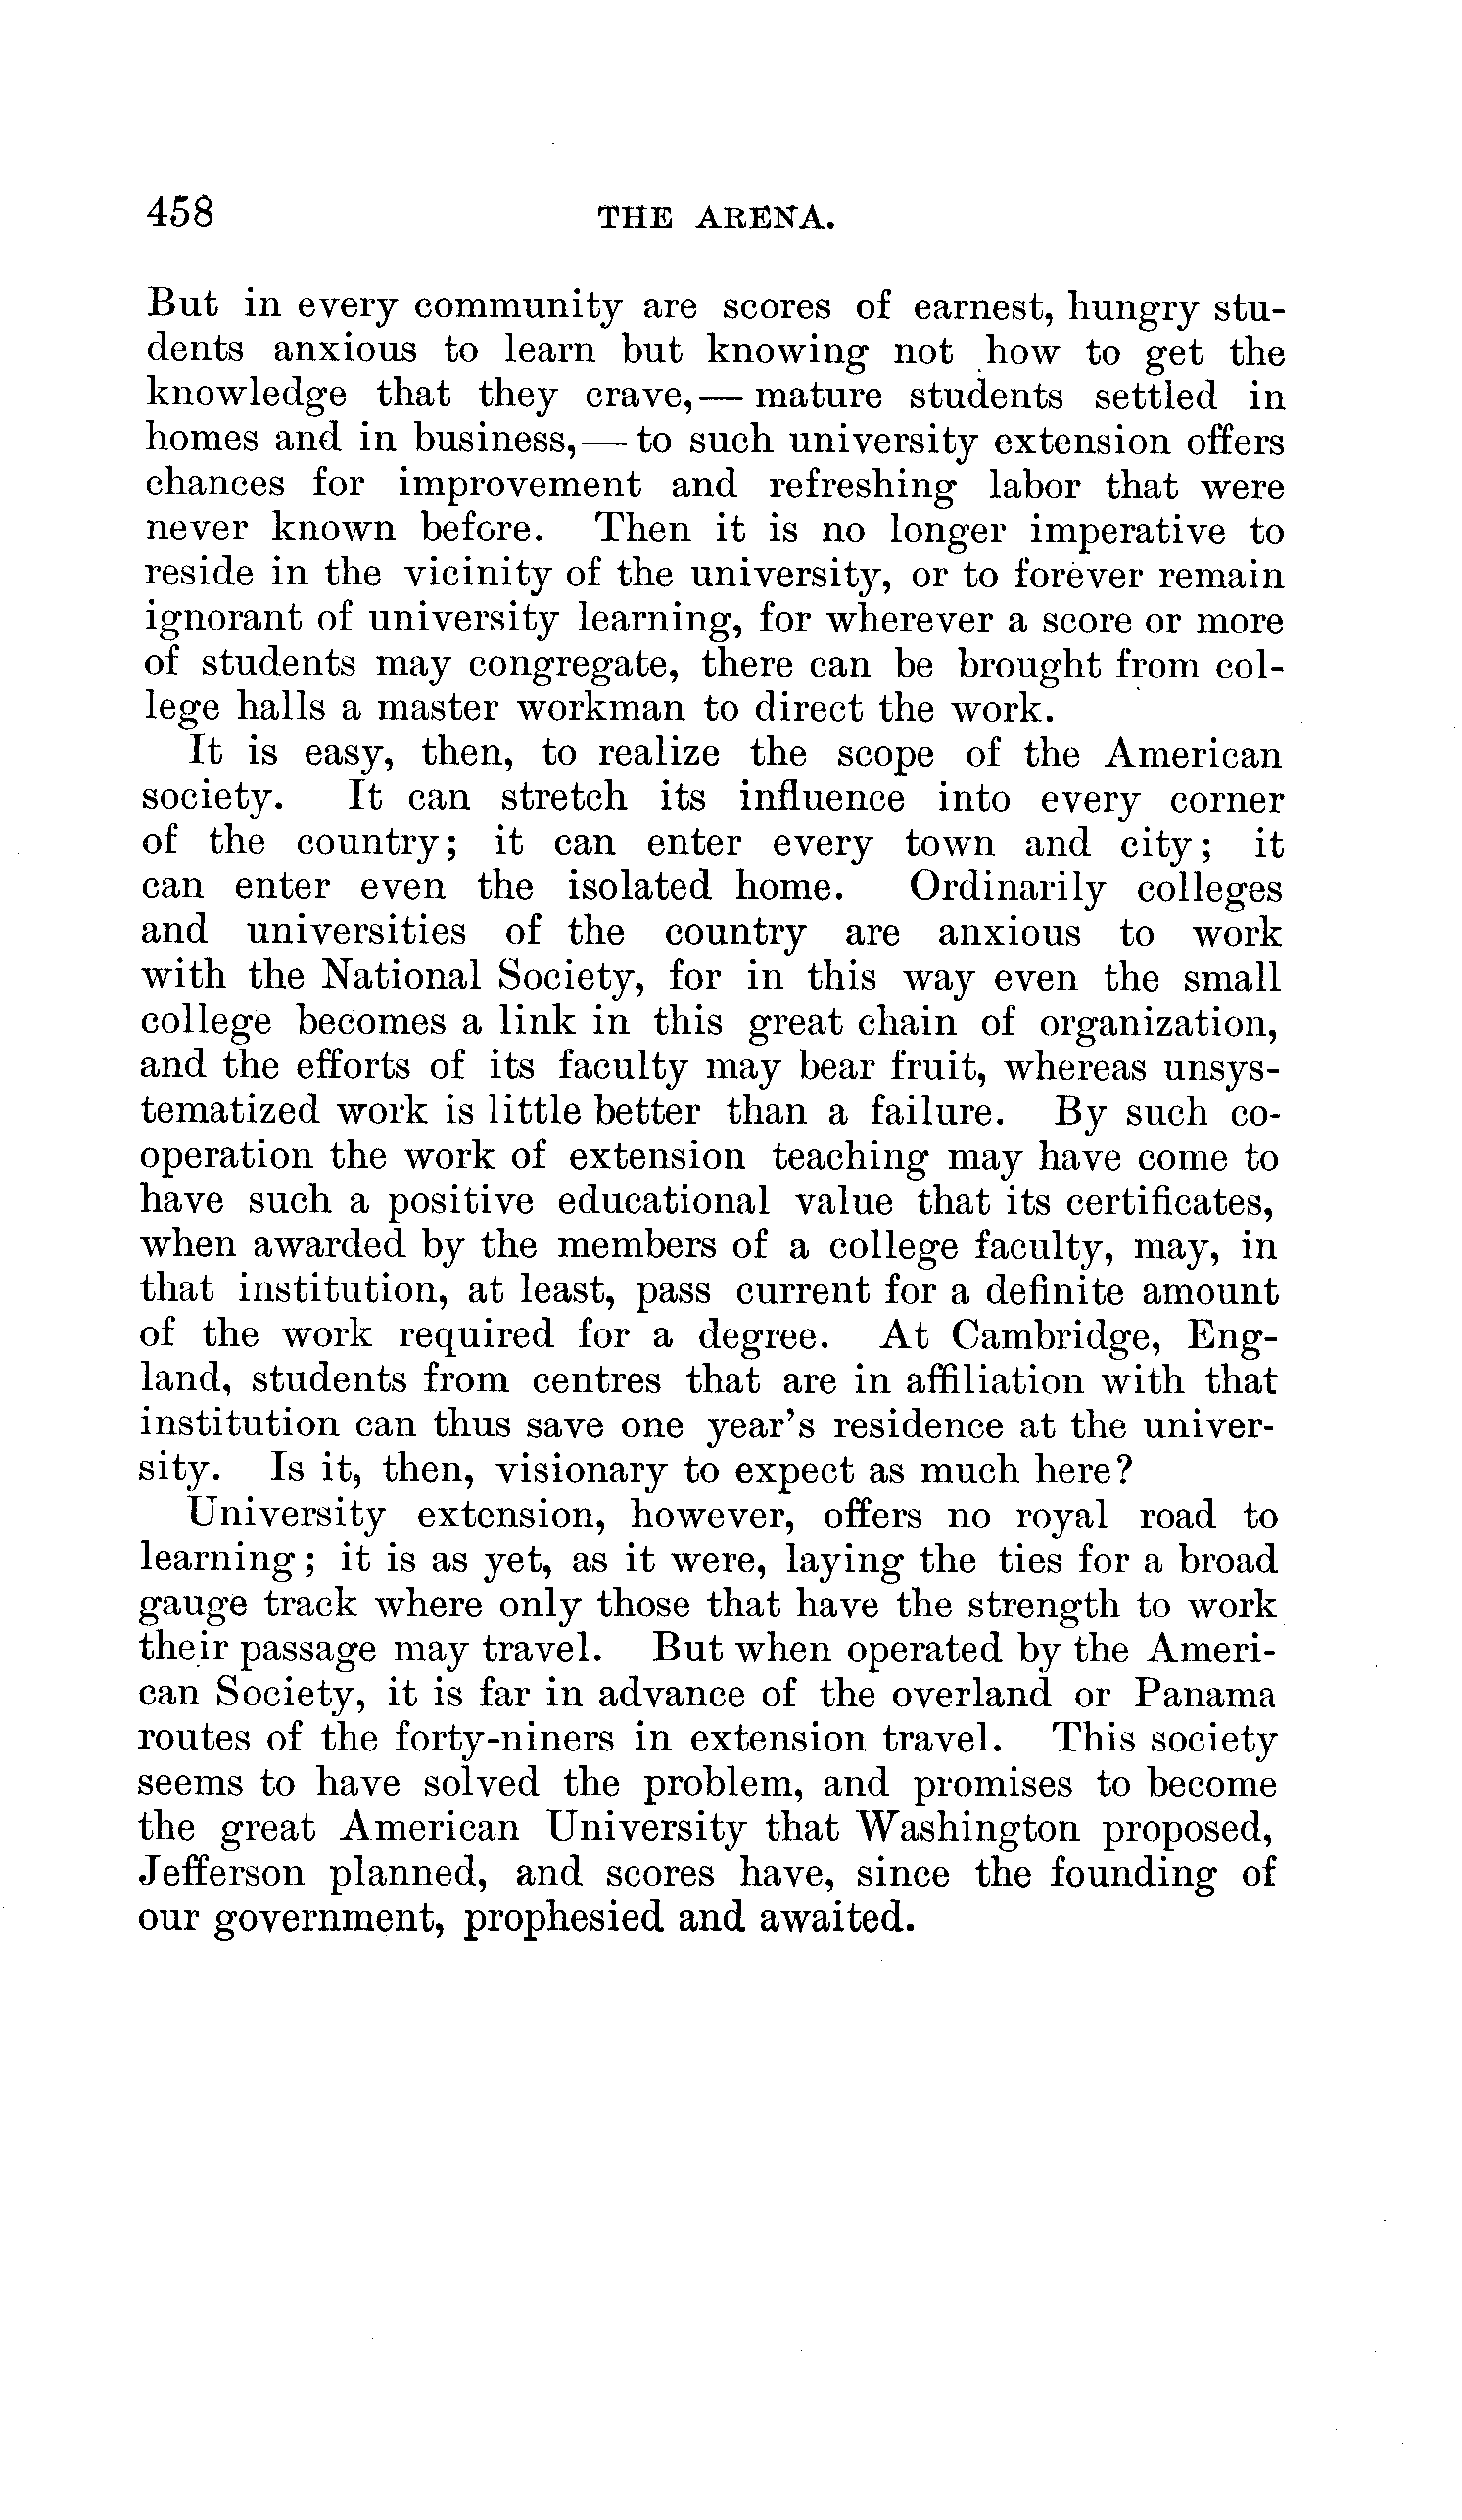 458 THE ARENA.
But in every community are scores of earnest, hungry stu-
dents anxious to learn but knowing not how to get the
knowledge that they crave,— mature students settled in
homes and in business,— to such university extension offers
chances for improvement and refreshing labor that were
never known before. Then it is no longer imperative to
reside in the vicinity of the university, or to forever remain
ignorant of university learning, for wherever a score or more
of students may congregate, there can be brought from col-
lege halls a master workman to direct the work.
It is easy, then, to realize the scope of the American
society. It can stretch its influence into every corner
of the country; it can enter every town and city; it
can enter even the isolated home. Ordinarily colleges
and universities of the country are anxious to work
with the National Society, for in this way even the small
college becomes a link in this great chain of organization,
and the efforts of its faculty may bear fruit, whereas unsys-
tematized work is little better than a failure. By such co-
operation the work of extension teaching may have come to
have such a positive educational value that its certificates,
when awarded by the members of a college faculty, may, in
that institution, at least, pass current for a definite amount
of the work required for a degree. At Cambridge, Eng-
land, students from centres that are in affiliation with that
institution can thus save one year's residence at the univer-
sity. Is it, then, visionary to expect as much here?
University extension, however, offers no royal road to
learning; it is as yet, as it were, laying the ties for a broad
gauge track where only those that have the strength to work
their passage may travel. But when operated by the Ameri-
can Society, it is far in advance of the overland or Panama
routes of the forty-niners in extension travel. This society
seems to have solved the problem, and promises to become
the great American University that Washington proposed,
Jefferson planned, and scores have, since the founding of
our government, prophesied and awaited.